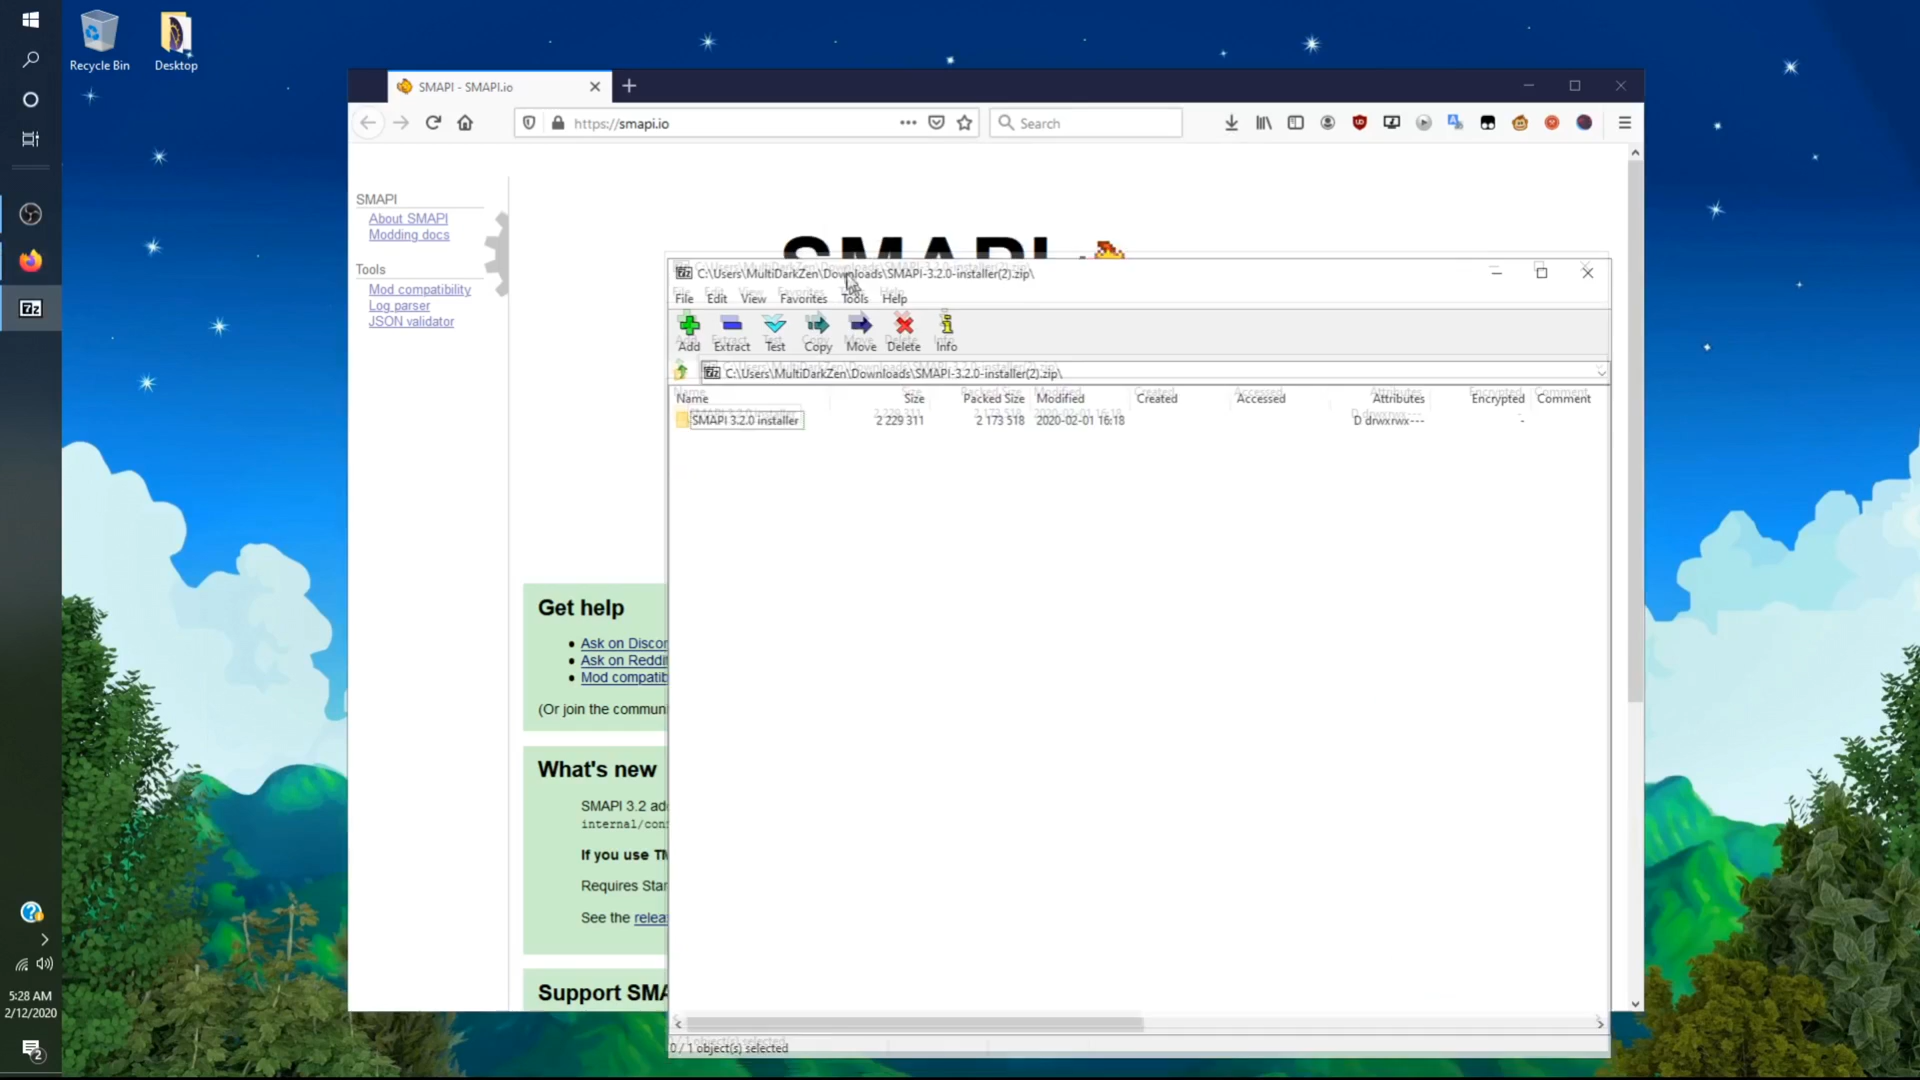 Recycle Bin
Desktop
SMAPI - SMAPI.io
https://smapi.io
Search
SMAPI
About SMAPI
Modding docs
Tools
Mod compatibility
Log parser
JSON validator
SMAPI
C:\Users\MultiDarkZen\Downloads\SMAPI-3.2.0-installer(2).zip\
File Edit View Favorites Tools Help
Add Extract Test Copy Move Delete Info
C:\Users\MultiDarkZen\Downloads\SMAPI-3.2.0-installer(2).zip\
Name Size Packed Size Modified Created Accessed Attributes Encrypted Comment
SMAPI 3.2.0 installer 2 229 311 2 173 518 2020-02-01 16:18 D drwxrwx--- -
Get help
Ask on Discor
Ask on Reddit
Mod compatib
(Or join the commun
What's new
SMAPI 3.2 ad
internal/con
If you use T
Requires Star
See the relea
Support SMA
0 / 1 object(s) selected
5:28 AM
2/12/2020
2